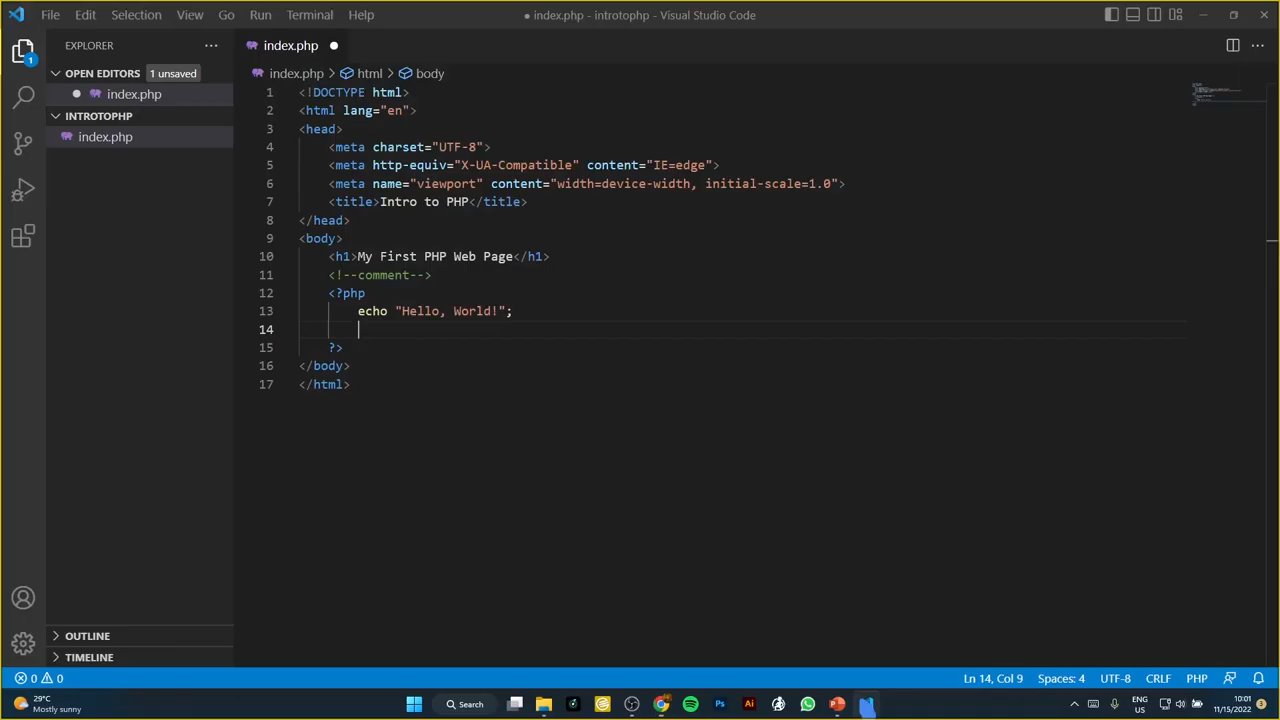 File Edit Selection View Go Run Terminal Help ● index.php - introtophp - Visual Studio Code
EXPLORER
OPEN EDITORS 1 unsaved
index.php
INTROTOPHP
index.php
OUTLINE
TIMELINE
1
index.php
index.php > html > body
1 <!DOCTYPE html>
2 <html lang="en">
3 <head>
4 <meta charset="UTF-8">
5 <meta http-equiv="X-UA-Compatible" content="IE=edge">
6 <meta name="viewport" content="width=device-width, initial-scale=1.0">
7 <title>Intro to PHP</title>
8 </head>
9 <body>
10 <h1>My First PHP Web Page</h1>
11 <!--comment-->
12 <?php
13 echo "Hello, World!";
14
15 ?>
16 </body>
17 </html>
0 0 Ln 14, Col 9 Spaces: 4 UTF-8 CRLF PHP
29°C
Mostly sunny
Search
Ps Ai
ENG
US
10:01
11/15/2022
3